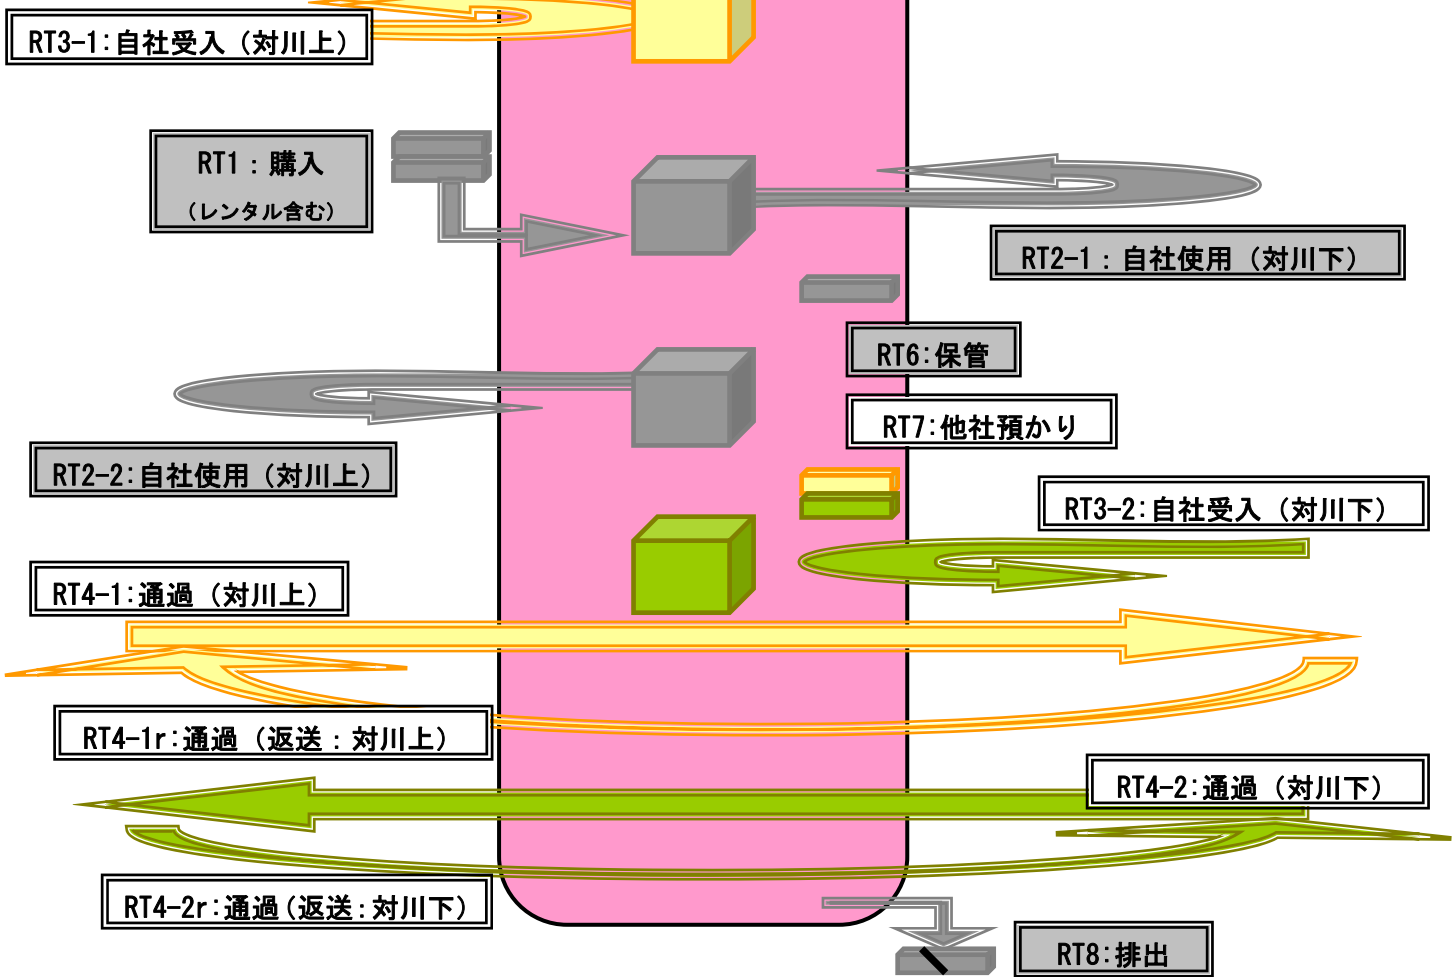 RT3-1:自社受入（対川上）
RT1：購入
（レンタル含む）
RT2-1：自社使用（対川下）
RT6:保管
RT7:他社預かり
RT2-2:自社使用（対川上）
RT3-2:自社受入（対川下）
RT4-1:通過（対川上）
RT4-1r:通過（返送：対川上）
RT4-2:通過（対川下）
RT4-2r:通過(返送:対川下)
RT8:排出